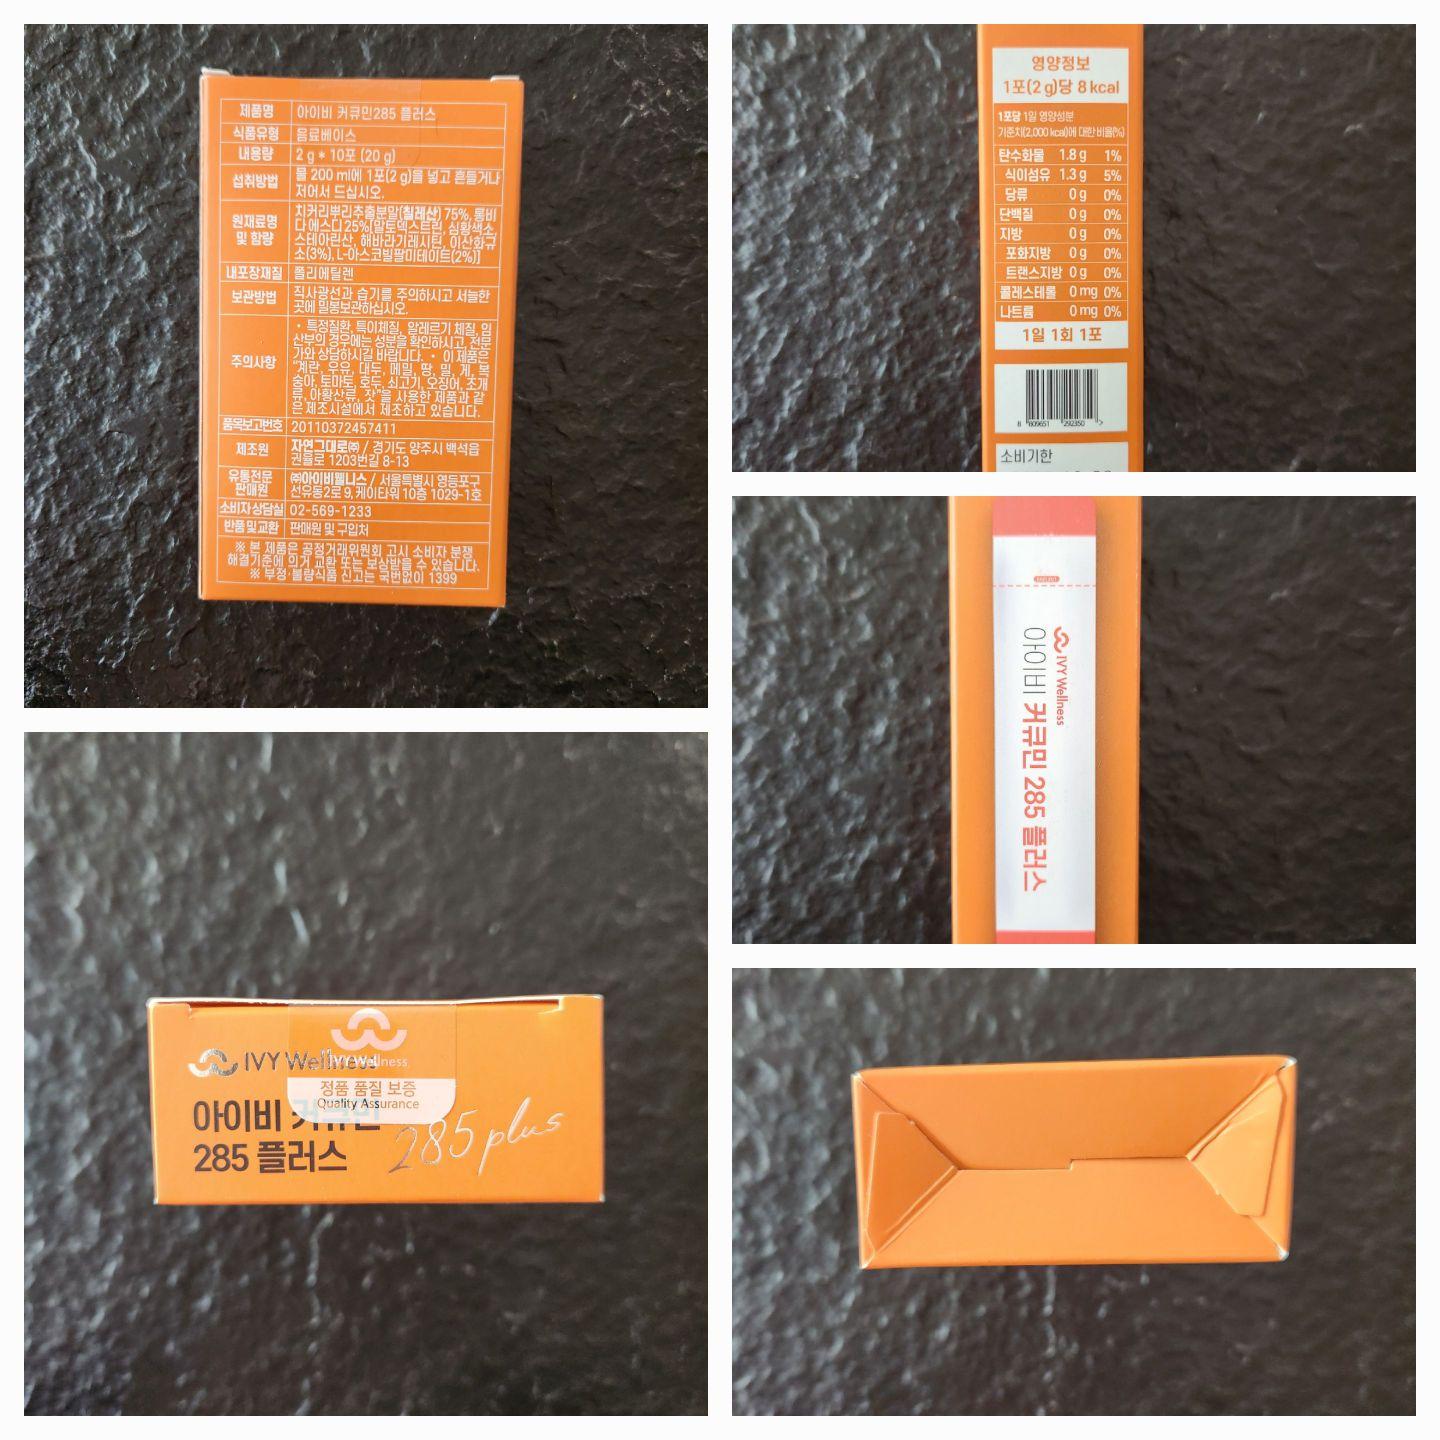 제품명 아이비 커큐민285 플러스
식품유형 음료베이스
내용량 2 g * 10포 (20 g)
섭취방법 물 200 ml에 1포(2 g)을 넣고 흔들거나
저어서 드십시오.
원재료명 및 함량 치커리뿌리추출분말(칠레산) 75%, 롱비
다 에스디 25%[말토덱스트린, 심황색소,
스테아린산, 해바라기레시틴, 이산화규
소(3%), L-아스코빌팔미테이트(2%)]
내포장재질 폴리에틸렌
보관방법 직사광선과 습기를 주의하시고 서늘한
곳에 밀봉보관하십시오.
주의사항 • 특정질환, 특이체질, 알레르기 체질, 임
산부의 경우에는 성분을 확인하시고, 전문
가와 상담하시길 바랍니다. • 이 제품은
"계란, 우유, 대두, 메밀, 땅, 밀, 게, 복
숭아, 토마토, 호두, 쇠고기, 오징어, 조개
류, 아황산류, 잣"을 사용한 제품과 같
은 제조시설에서 제조하고 있습니다.
품목보고번호 20110372457411
제조원 자연그대로㈜ / 경기도 양주시 백석읍
권율로 1203번길 8-13
유통전문 판매원 ㈜아이비웰니스 / 서울특별시 영등포구
선유동2로 9, 케이타워 10층 1029-1호
소비자상담실 02-569-1233
반품 및 교환 판매원 및 구입처
※ 본 제품은 공정거래위원회 고시 소비자 분쟁
해결기준에 의거 교환 또는 보상받을 수 있습니다.
※ 부정·불량식품 신고는 국번없이 1399
영양정보
1포(2 g)당 8 kcal
1포당 1일 영양성분
기준치(2,000 kcal)에 대한 비율(%)
탄수화물 1.8 g 1%
식이섬유 1.3 g 5%
당류 0 g 0%
단백질 0 g 0%
지방 0 g 0%
포화지방 0 g 0%
트랜스지방 0 g 0%
콜레스테롤 0 mg 0%
나트륨 0 mg 0%
1일 1회 1포
8 809651 292350 >
소비기한
IVY Wellness
아이비 커큐민 285 플러스
IVY Wellness
IVY Wellness
정품 품질 보증
Quality Assurance
아이비 커큐민
285 플러스
285 plus